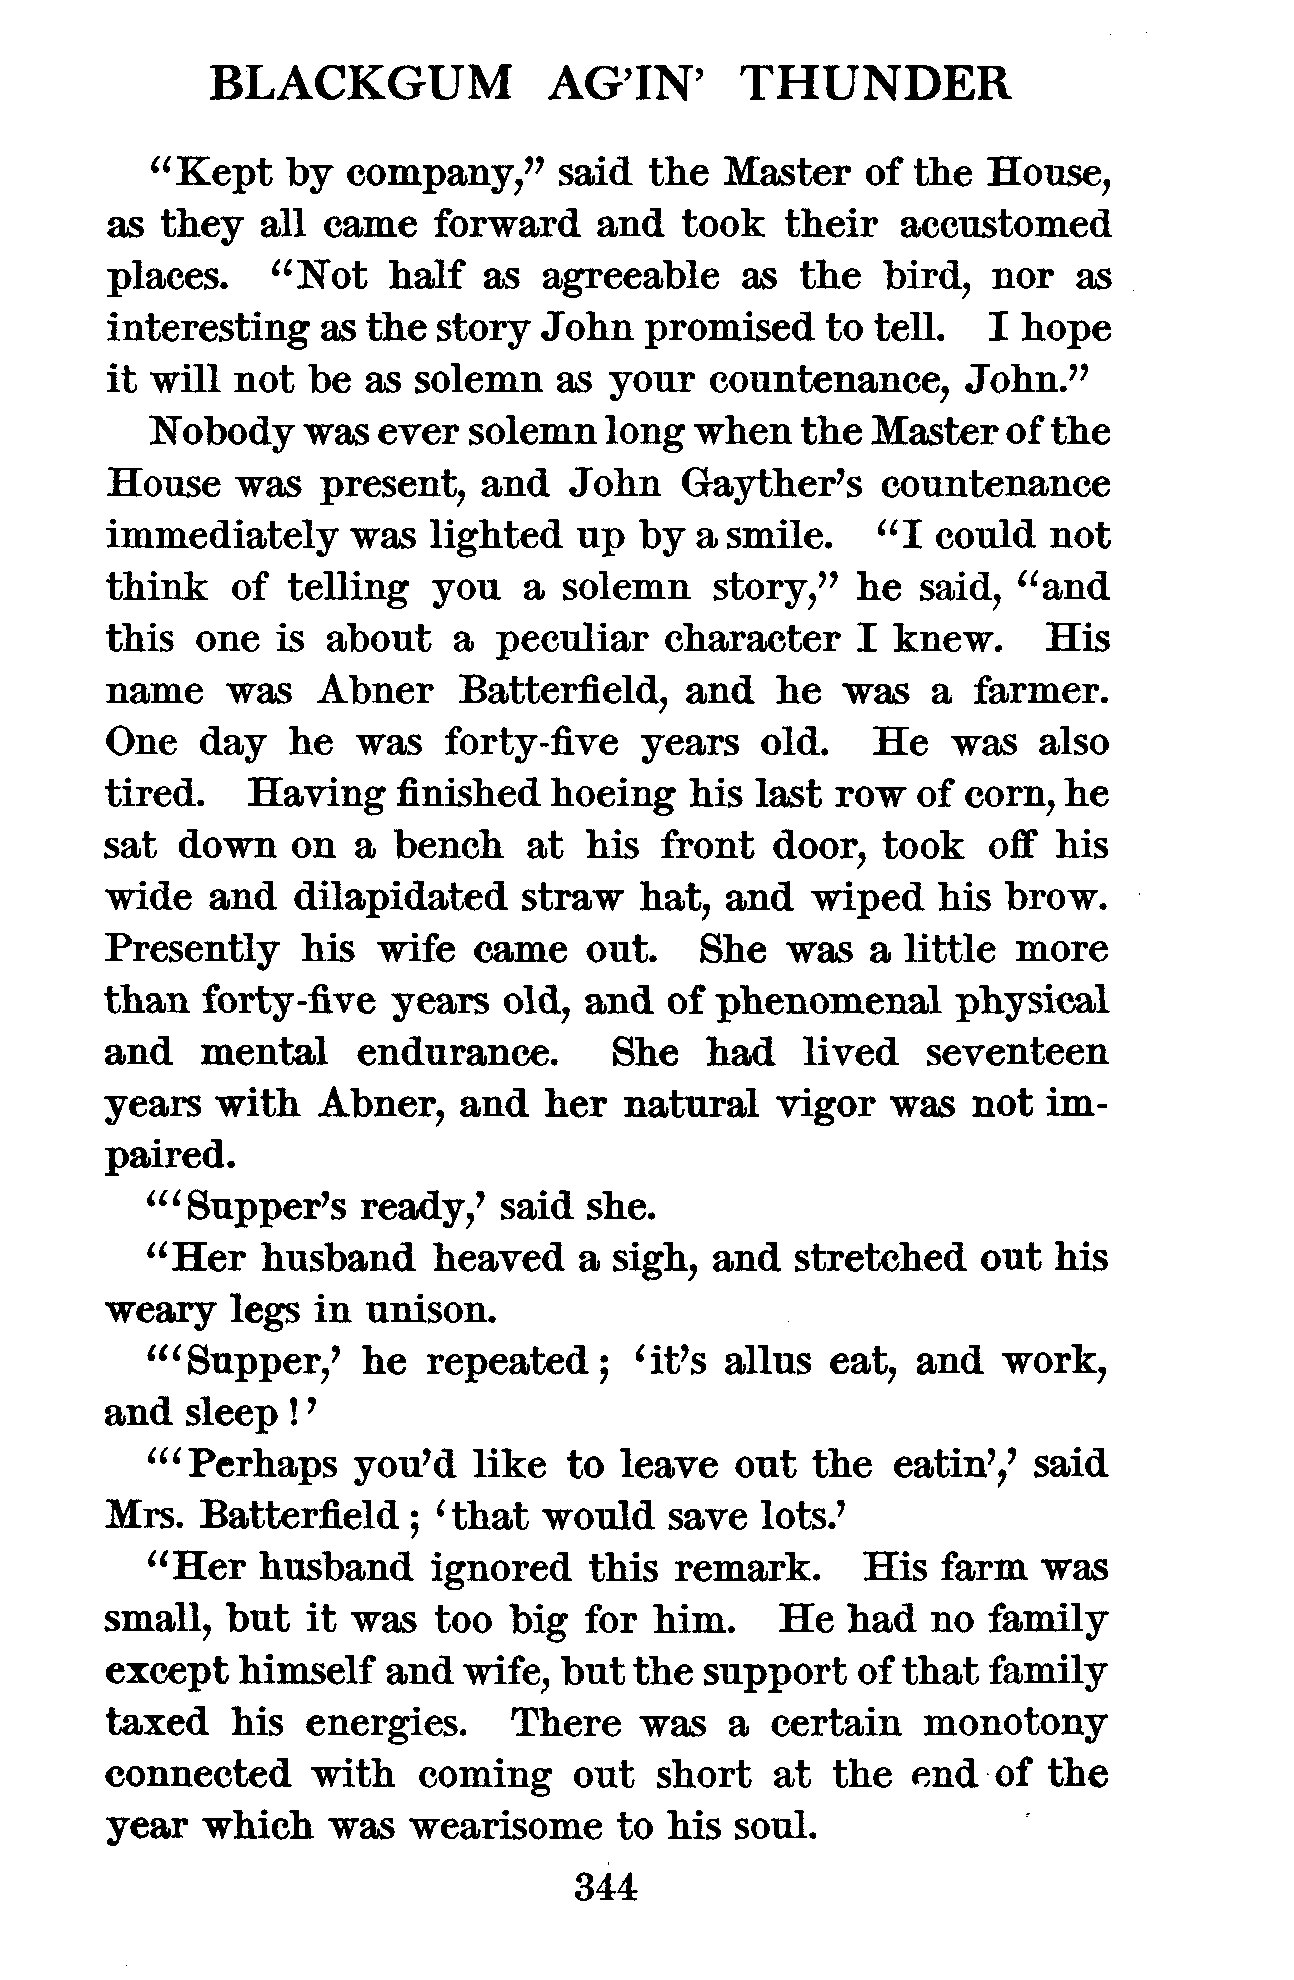 BLACKGUM AG'IN' THUNDER
“Kept by company,” said the Master of the House,
as they all came forward and took their accustomed
places. “Not half as agreeable as the bird, nor as
interesting as the story John promised to tell. I hope
it will not be as solemn as your countenance, John.”
Nobody was ever solemn long when the Master of the
House was present, and John Gayther’s countenance
immediately was lighted up by a smile. “I could not
think of telling you a solemn story,” he said, “and
this one is about a peculiar character I knew. His
name was Abner Batterfield, and he was a farmer.
One day he was forty-five years old. He was also
tired. Having finished hoeing his last row of corn, he
sat down on a bench at his front door, took off his
wide and dilapidated straw hat, and wiped his brow.
Presently his wife came out. She was a little more
than forty-five years old, and of phenomenal physical
and mental endurance. She had lived seventeen
years with Abner, and her natural vigor was not im-
paired.
“‘Supper’s ready,’ said she.
“Her husband heaved a sigh, and stretched out his
weary legs in unison.
“‘Supper,’ he repeated; ‘it’s allus eat, and work,
and sleep!’
“‘Perhaps you’d like to leave out the eatin’,’ said
Mrs. Batterfield; ‘that would save lots.’
“Her husband ignored this remark. His farm was
small, but it was too big for him. He had no family
except himself and wife, but the support of that family
taxed his energies. There was a certain monotony
connected with coming out short at the end of the
year which was wearisome to his soul.
344